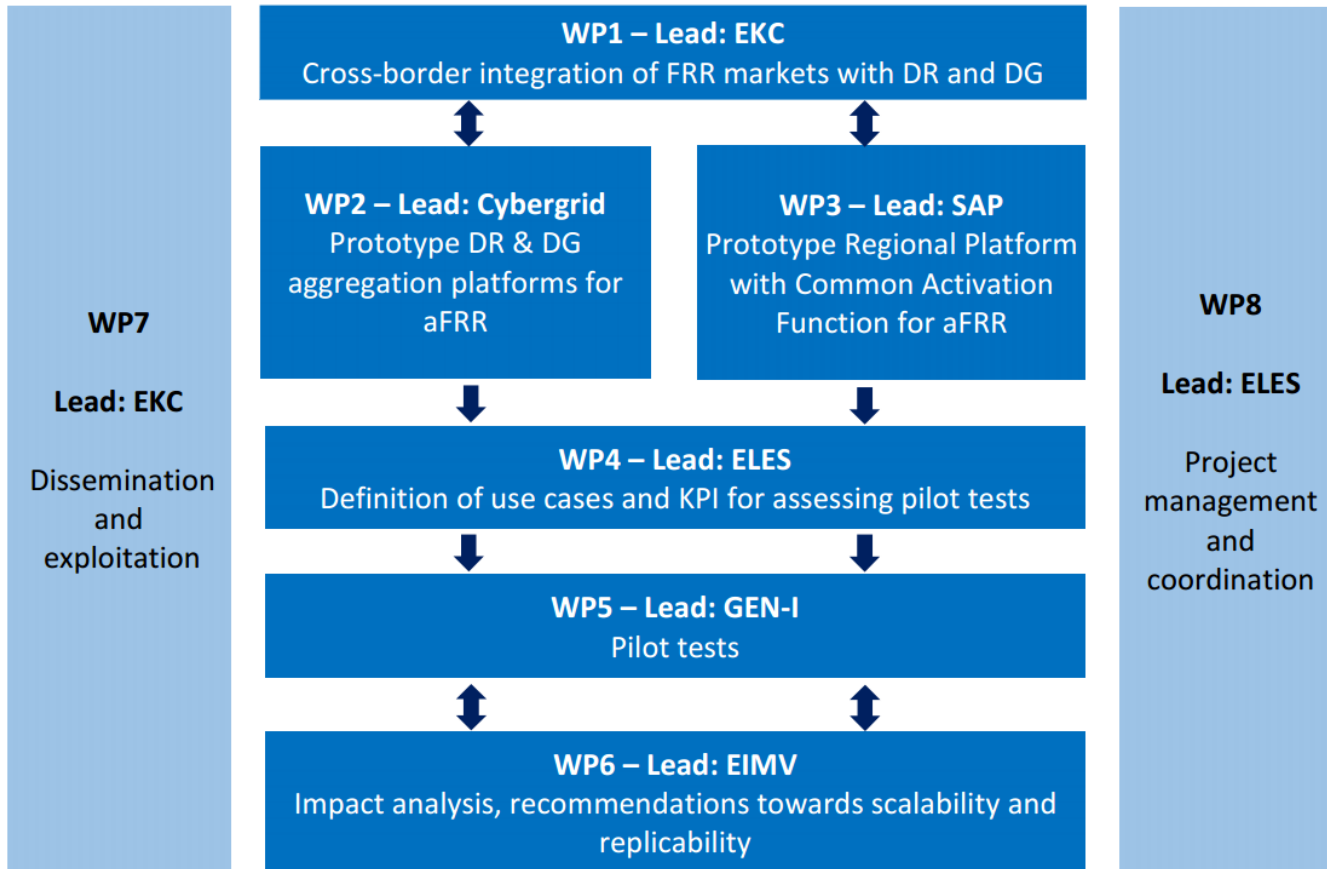 WP1 – Lead: EKC
Cross-border integration of FRR markets with DR and DG
WP2 – Lead: Cybergrid
Prototype DR & DG
aggregation platforms for
aFRR
WP3 – Lead: SAP
Prototype Regional Platform
with Common Activation
Function for aFRR
WP7
Lead: EKC
Dissemination
and
exploitation
WP8
Lead: ELES
Project
management
and
coordination
WP4 – Lead: ELES
Definition of use cases and KPI for assessing pilot tests
WP5 – Lead: GEN-I
Pilot tests
WP6 – Lead: EIMV
Impact analysis, recommendations towards scalability and
replicability